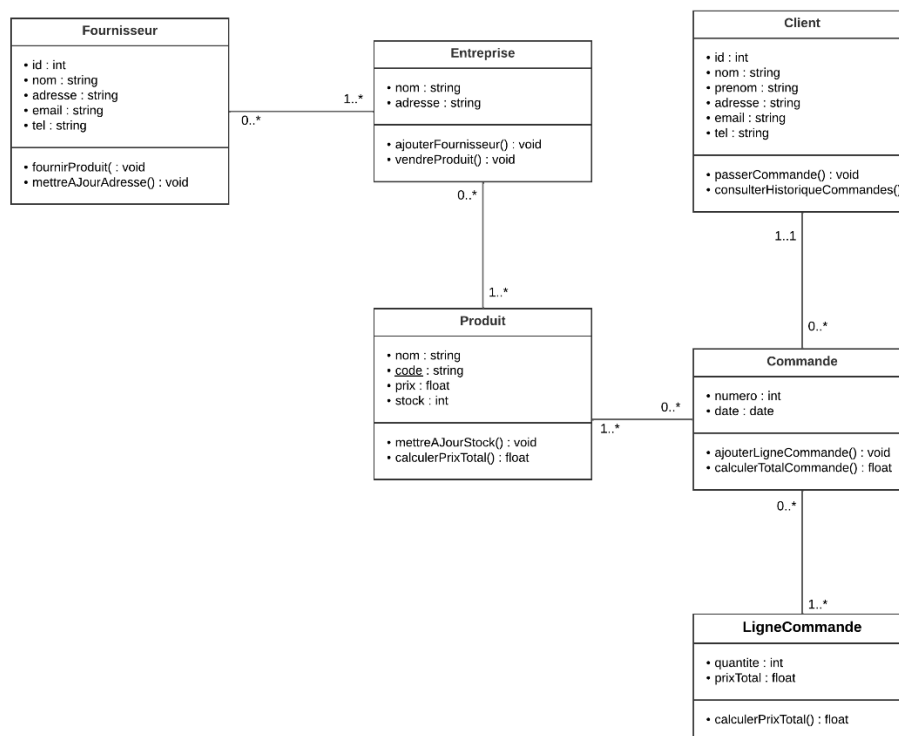 Fournisseur
• id : int
• nom : string
• adresse : string
• email : string
• tel : string
• fournirProduit( : void
• mettreAJourAdresse() : void
0..*
1..*
Entreprise
• nom : string
• adresse : string
• ajouterFournisseur() : void
• vendreProduit() : void
0..*
1..*
Client
• id : int
• nom : string
• prenom : string
• adresse : string
• email : string
• tel : string
• passerCommande() : void
• consulterHistoriqueCommandes()
1..1
0..*
Produit
• nom : string
• code : string
• prix : float
• stock : int
• mettreAJourStock() : void
• calculerPrixTotal() : float
1..*
0..*
Commande
• numero : int
• date : date
• ajouterLigneCommande() : void
• calculerTotalCommande() : float
0..*
1..*
LigneCommande
• quantite : int
• prixTotal : float
• calculerPrixTotal() : float